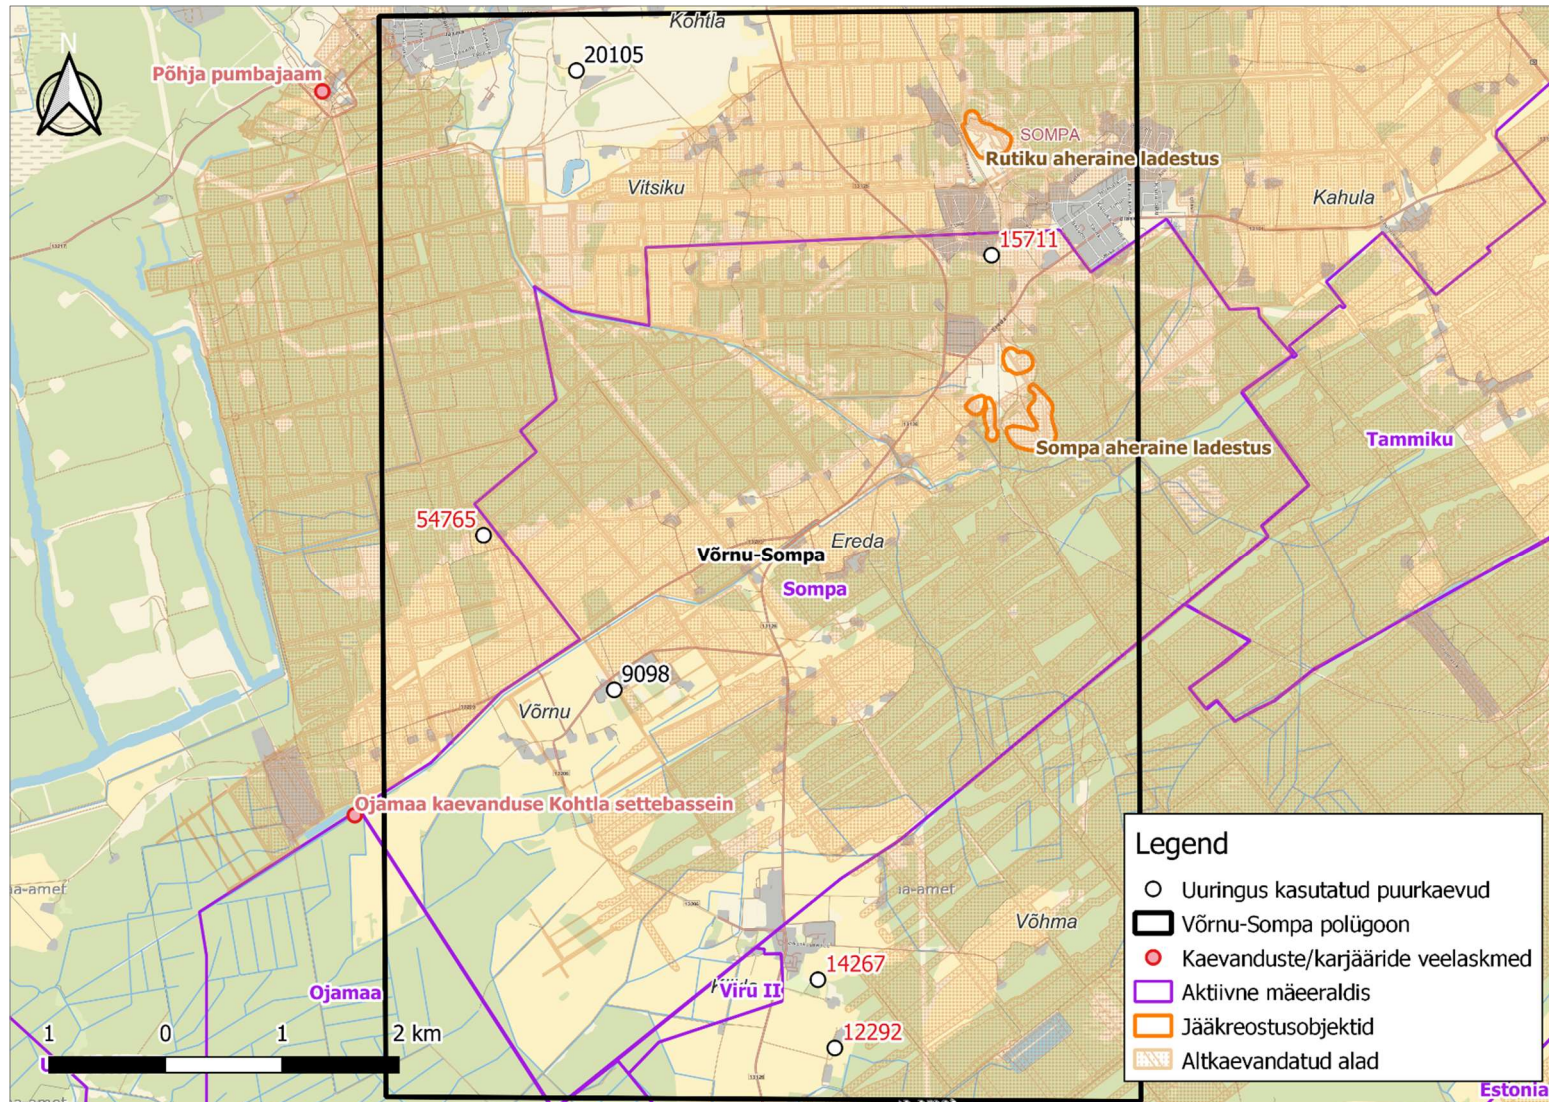 Kohtla
N
20105
Põhja pumbajaam
SOMPA
Rutiku aheraine ladestus
Vitsiku
Kahula
15711
Tammiku
Sompa aheraine ladestus
54765
Ereda
Võrnu-Sompa
Sompa
9098
Võrnu
Ojamaa kaevanduse Kohtla settebassein
Legend
Uuringus kasutatud puurkaevud
Võrnu-Sompa polügoon
Kaevanduste/karjääride veelaskmed
Aktiivne mäeeraldis
Jääkreostusobjektid
Altkaevandatud alad
aa-amet
Võhma
14267
Viru II
Ojamaa
1 0 1 2 km
12292
Estonia